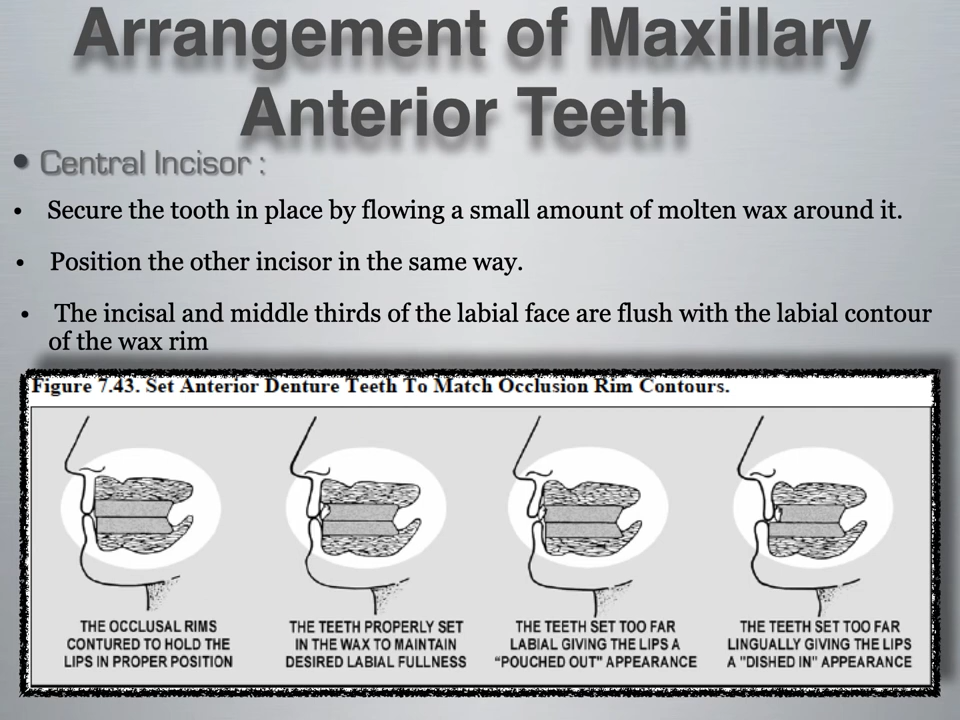 Arrangement of Maxillary
Anterior Teeth
• Central Incisor :
• Secure the tooth in place by flowing a small amount of molten wax around it.
• Position the other incisor in the same way.
• The incisal and middle thirds of the labial face are flush with the labial contour
of the wax rim
Figure 7.43. Set Anterior Denture Teeth To Match Occlusion Rim Contours.
THE OCCLUSAL RIMS
CONTURED TO HOLD THE
LIPS IN PROPER POSITION
THE TEETH PROPERLY SET
IN THE WAX TO MAINTAIN
DESIRED LABIAL FULLNESS
THE TEETH SET TOO FAR
LABIAL GIVING THE LIPS A
"POUCHED OUT" APPEARANCE
THE TEETH SET TOO FAR
LINGUALLY GIVING THE LIPS
A "DISHED IN" APPEARANCE